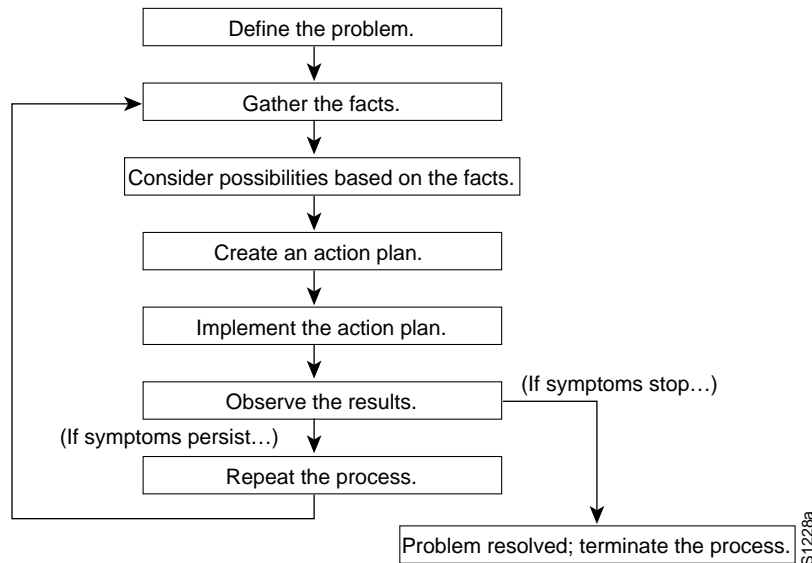 Define the problem.
Gather the facts.
Consider possibilities based on the facts.
Create an action plan.
Implement the action plan.
Observe the results.
(If symptoms stop…)
(If symptoms persist…)
Repeat the process.
Problem resolved; terminate the process.
S1228a